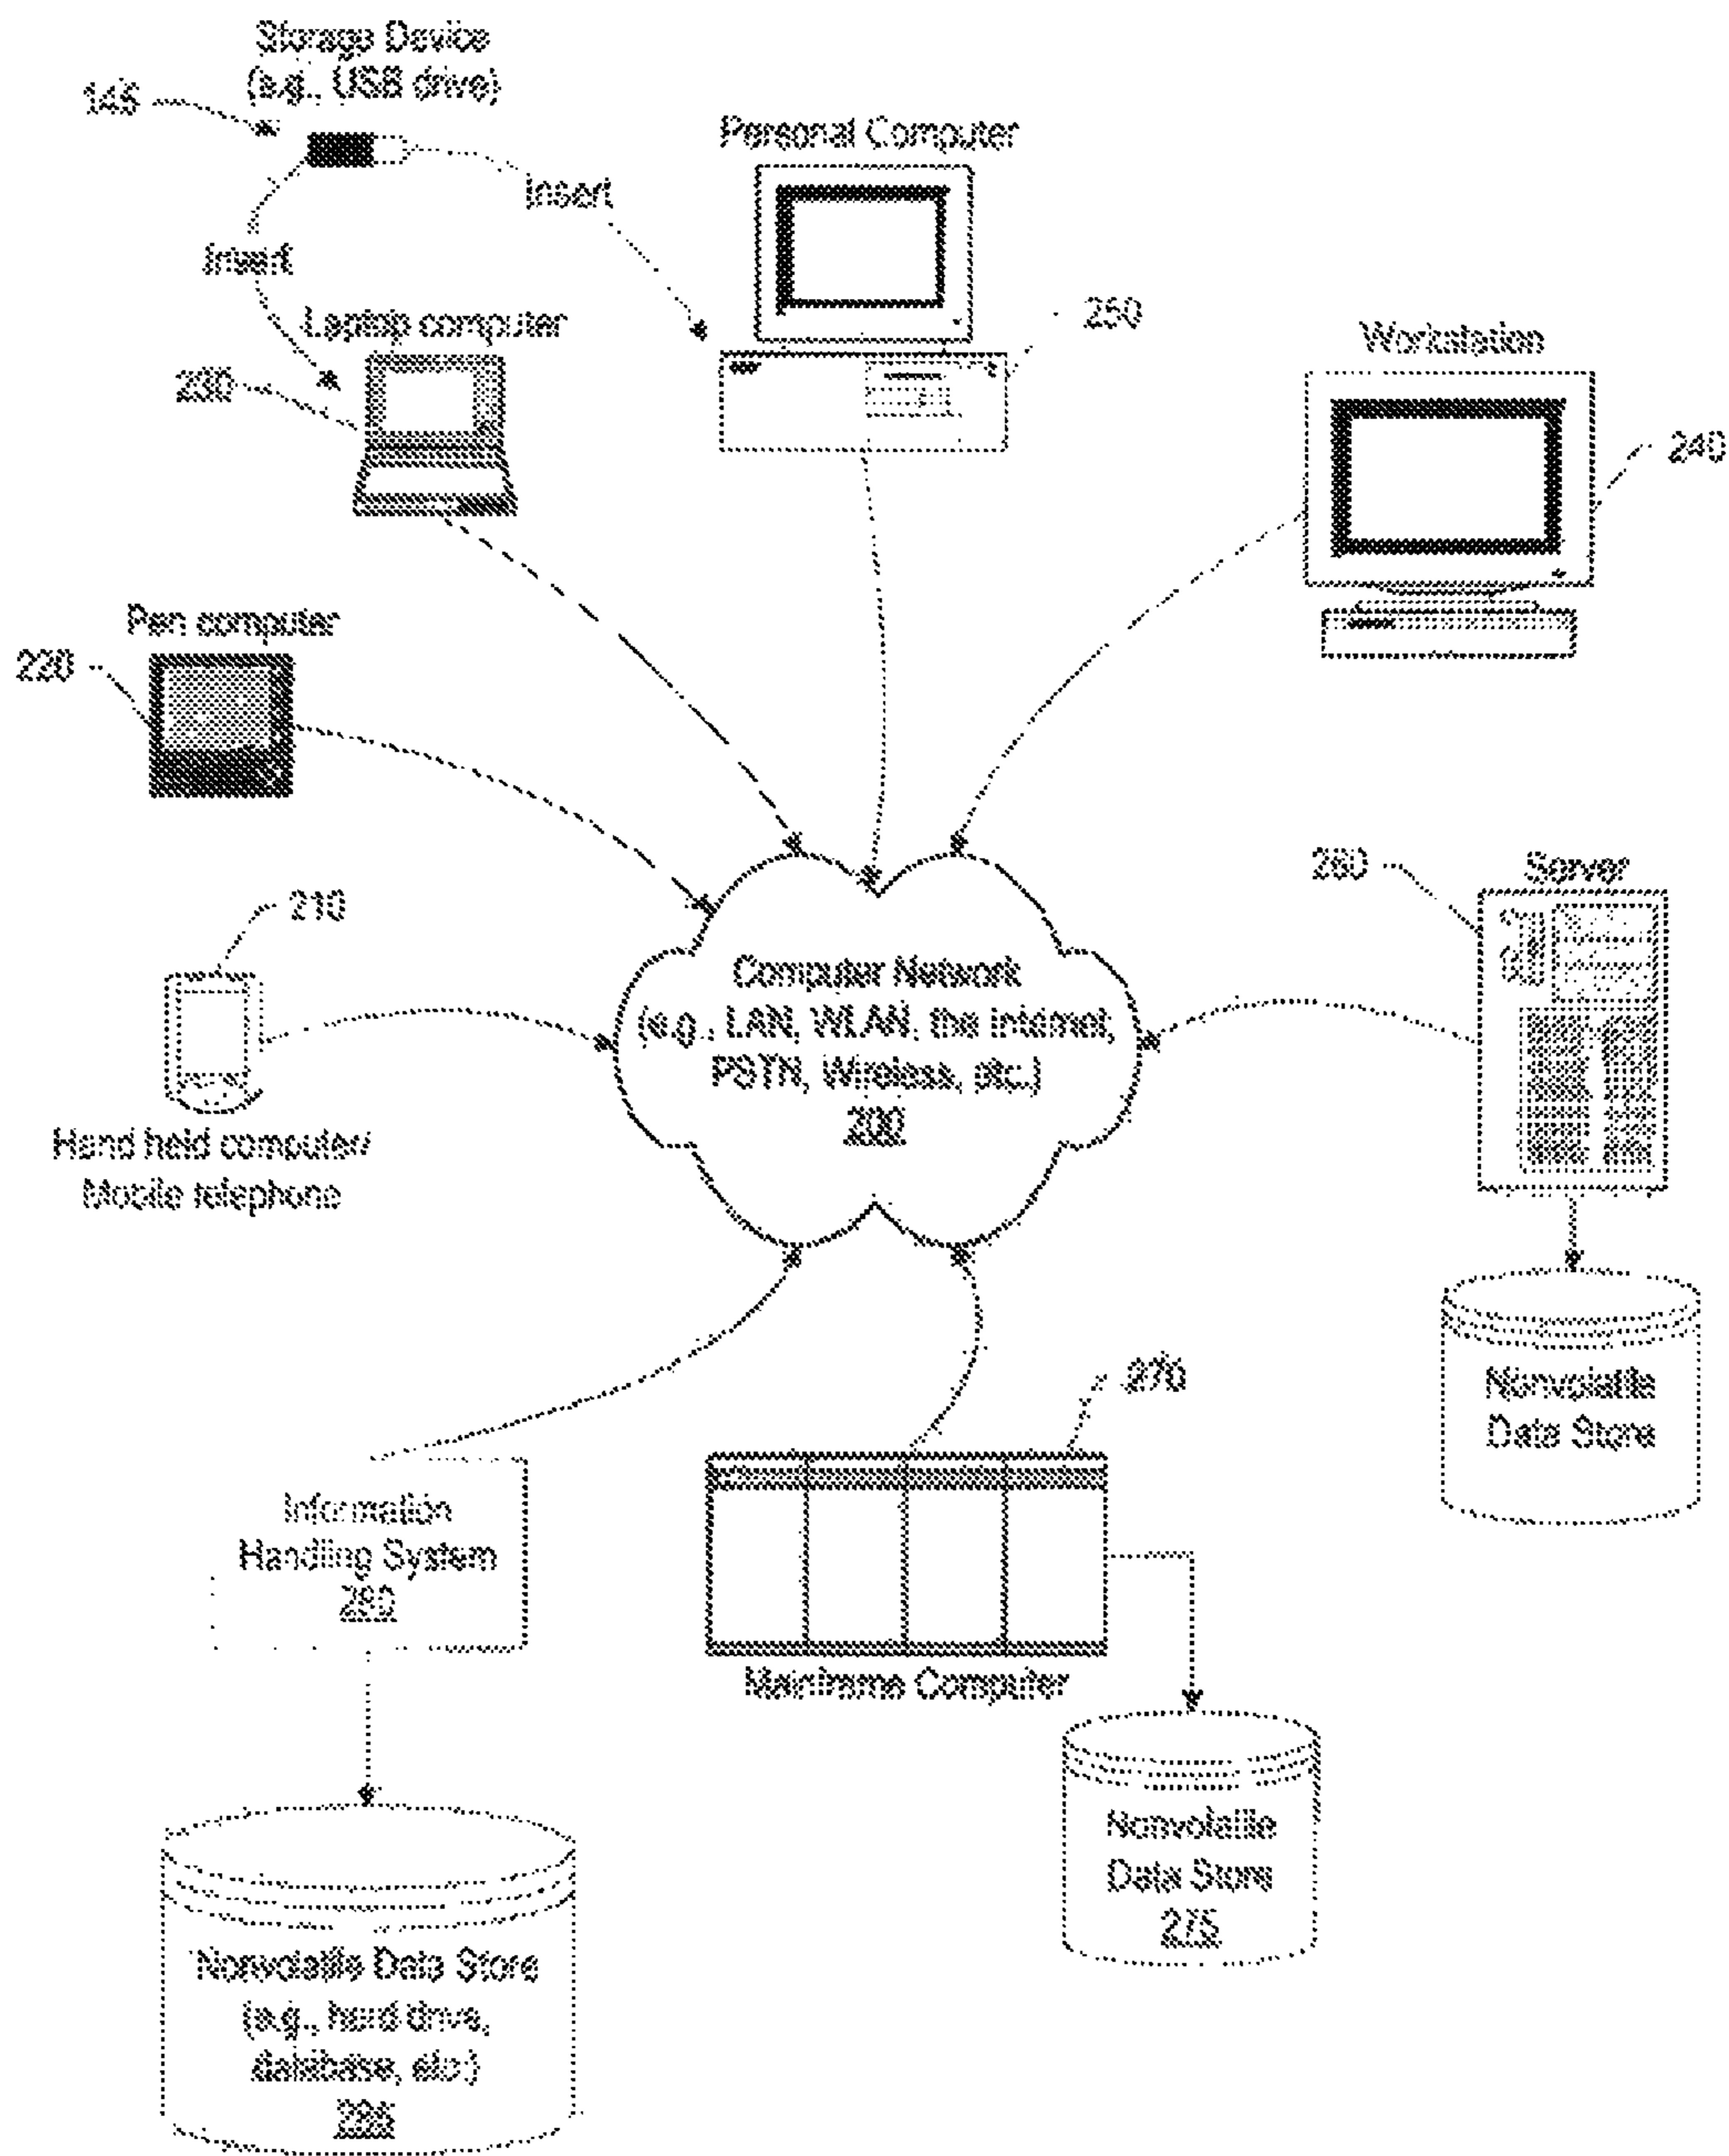 Storage Device
(e.g., USB drive)
145
Personal Computer
Insert
Insert
Laptop computer
250
Workstation
230
240
Pen computer
220
260
Server
210
Computer Network
(e.g., LAN, WLAN, the Internet,
PSTN, Wireless, etc.)
200
Hand held computer/
Mobile telephone
270
Nonvolatile
Data Store
Information
Handling System
Mainframe Computer
Nonvolatile
Data Store
275
Nonvolatile Data Store
(e.g., hard drive,
database, etc.)